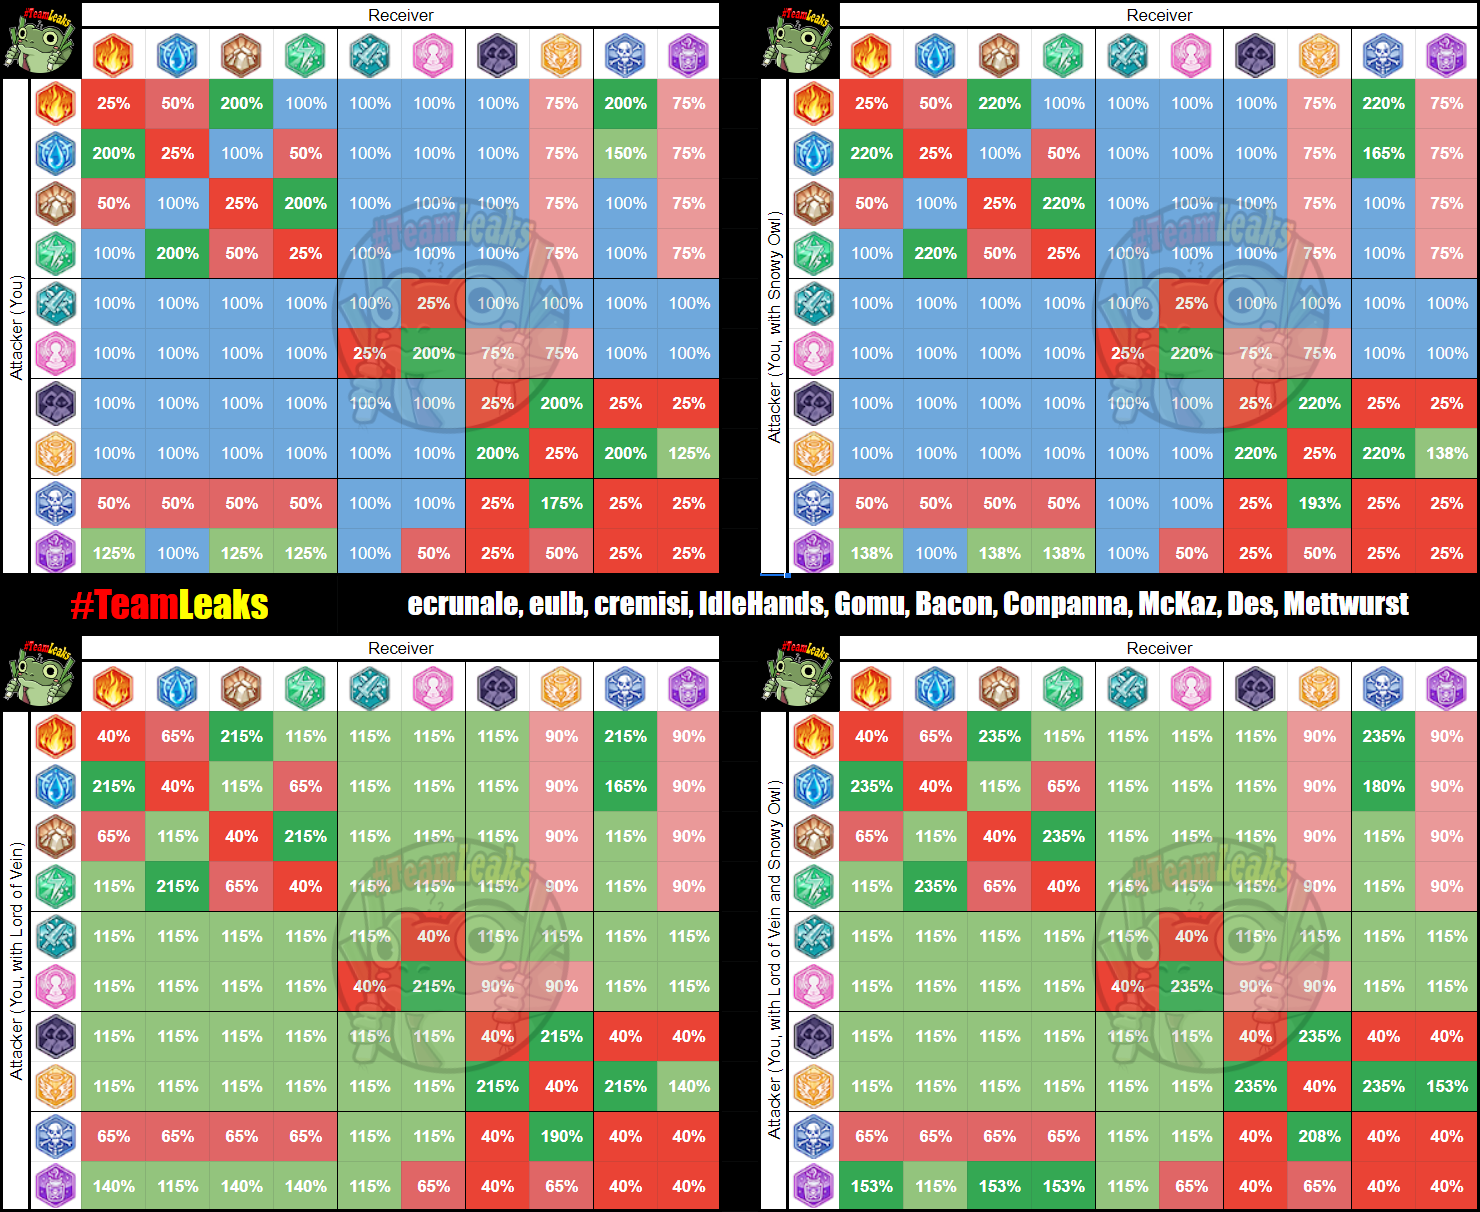 #TeamLeaks
Receiver
Attacker (You)
25% 50% 200% 100% 100% 100% 100% 75% 200% 75%
200% 25% 100% 50% 100% 100% 100% 75% 150% 75%
50% 100% 25% 200% 100% 100% 100% 75% 100% 75%
100% 200% 50% 25% 100% 100% 100% 75% 100% 75%
100% 100% 100% 100% 100% 25% 100% 100% 100% 100%
100% 100% 100% 100% 25% 200% 75% 75% 100% 100%
100% 100% 100% 100% 100% 100% 25% 200% 25% 25%
100% 100% 100% 100% 100% 100% 200% 25% 200% 125%
50% 50% 50% 50% 100% 100% 25% 175% 25% 25%
125% 100% 125% 125% 100% 50% 25% 50% 25% 25%
#TeamLeaks
#TeamLeaks
Receiver
Attacker (You, with Snowy Owl)
25% 50% 220% 100% 100% 100% 100% 75% 220% 75%
220% 25% 100% 50% 100% 100% 100% 75% 165% 75%
50% 100% 25% 220% 100% 100% 100% 75% 100% 75%
100% 220% 50% 25% 100% 100% 100% 75% 100% 75%
100% 100% 100% 100% 100% 25% 100% 100% 100% 100%
100% 100% 100% 100% 25% 220% 75% 75% 100% 100%
100% 100% 100% 100% 100% 100% 25% 220% 25% 25%
100% 100% 100% 100% 100% 100% 220% 25% 220% 138%
50% 50% 50% 50% 100% 100% 25% 193% 25% 25%
138% 100% 138% 138% 100% 50% 25% 50% 25% 25%
#TeamLeaks
#TeamLeaks
ecrunale, eulb, cremisi, IdleHands, Gomu, Bacon, Conpanna, McKaz, Des, Mettwurst
#TeamLeaks
Receiver
Attacker (You, with Lord of Vein)
40% 65% 215% 115% 115% 115% 115% 90% 215% 90%
215% 40% 115% 65% 115% 115% 115% 90% 165% 90%
65% 115% 40% 215% 115% 115% 115% 90% 115% 90%
115% 215% 65% 40% 115% 115% 115% 90% 115% 90%
115% 115% 115% 115% 115% 40% 115% 115% 115% 115%
115% 115% 115% 115% 40% 215% 90% 90% 115% 115%
115% 115% 115% 115% 115% 115% 40% 215% 40% 40%
115% 115% 115% 115% 115% 115% 215% 40% 215% 140%
65% 65% 65% 65% 115% 115% 40% 190% 40% 40%
140% 115% 140% 140% 115% 65% 40% 65% 40% 40%
#TeamLeaks
#TeamLeaks
Receiver
Attacker (You, with Lord of Vein and Snowy Owl)
40% 65% 235% 115% 115% 115% 115% 90% 235% 90%
235% 40% 115% 65% 115% 115% 115% 90% 180% 90%
65% 115% 40% 235% 115% 115% 115% 90% 115% 90%
115% 235% 65% 40% 115% 115% 115% 90% 115% 90%
115% 115% 115% 115% 115% 40% 115% 115% 115% 115%
115% 115% 115% 115% 40% 235% 90% 90% 115% 115%
115% 115% 115% 115% 115% 115% 40% 235% 40% 40%
115% 115% 115% 115% 115% 115% 235% 40% 235% 153%
65% 65% 65% 65% 115% 115% 40% 208% 40% 40%
153% 115% 153% 153% 115% 65% 40% 65% 40% 40%
#TeamLeaks